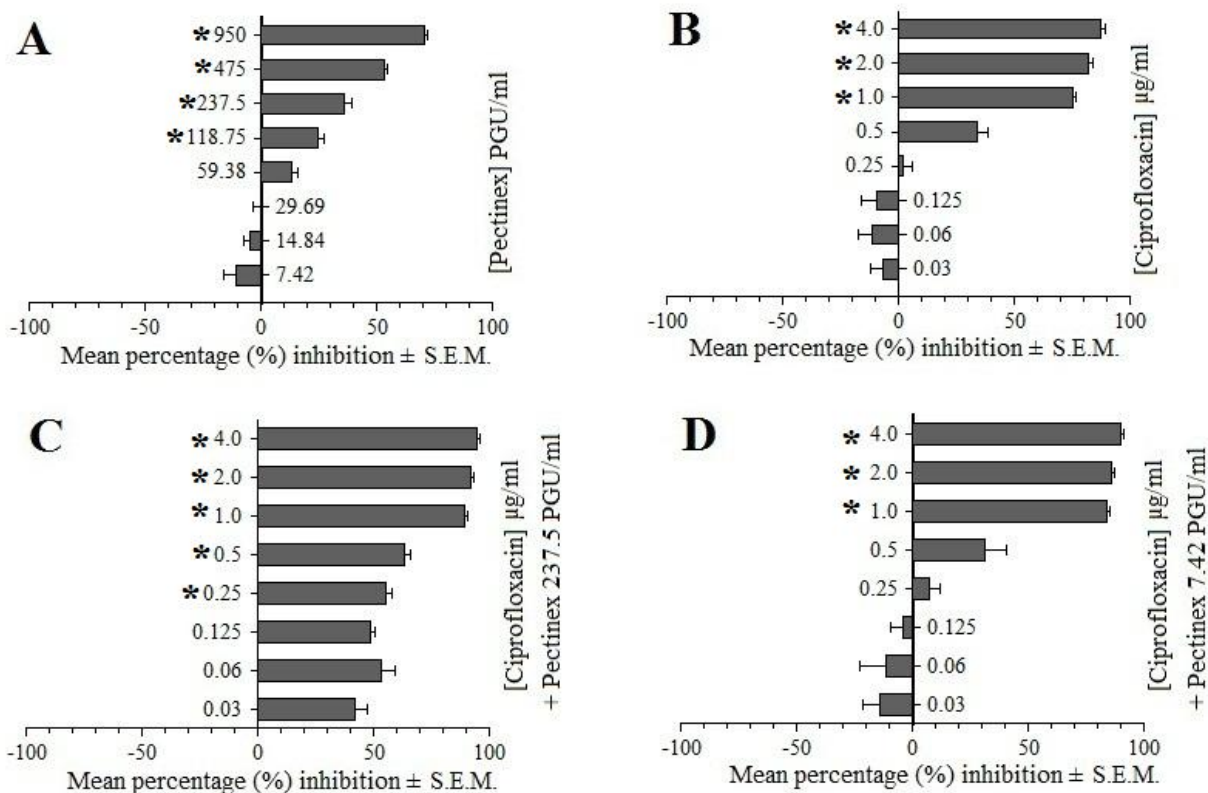 A
*950
*475
*237.5
*118.75
59.38
29.69
14.84
7.42
[Pectinex] PGU/ml
-100 -50 0 50 100
Mean percentage (%) inhibition ± S.E.M.
B
*4.0
*2.0
*1.0
0.5
0.25
0.125
0.06
0.03
[Ciprofloxacin] µg/ml
-100 -50 0 50 100
Mean percentage (%) inhibition ± S.E.M.
C
*4.0
*2.0
*1.0
*0.5
*0.25
0.125
0.06
0.03
[Ciprofloxacin] µg/ml
+ Pectinex 237.5 PGU/ml
-100 -50 0 50 100
Mean percentage (%) inhibition ± S.E.M.
D
*4.0
*2.0
*1.0
0.5
0.25
0.125
0.06
0.03
[Ciprofloxacin] µg/ml
+ Pectinex 7.42 PGU/ml
-100 -50 0 50 100
Mean percentage (%) inhibition ± S.E.M.